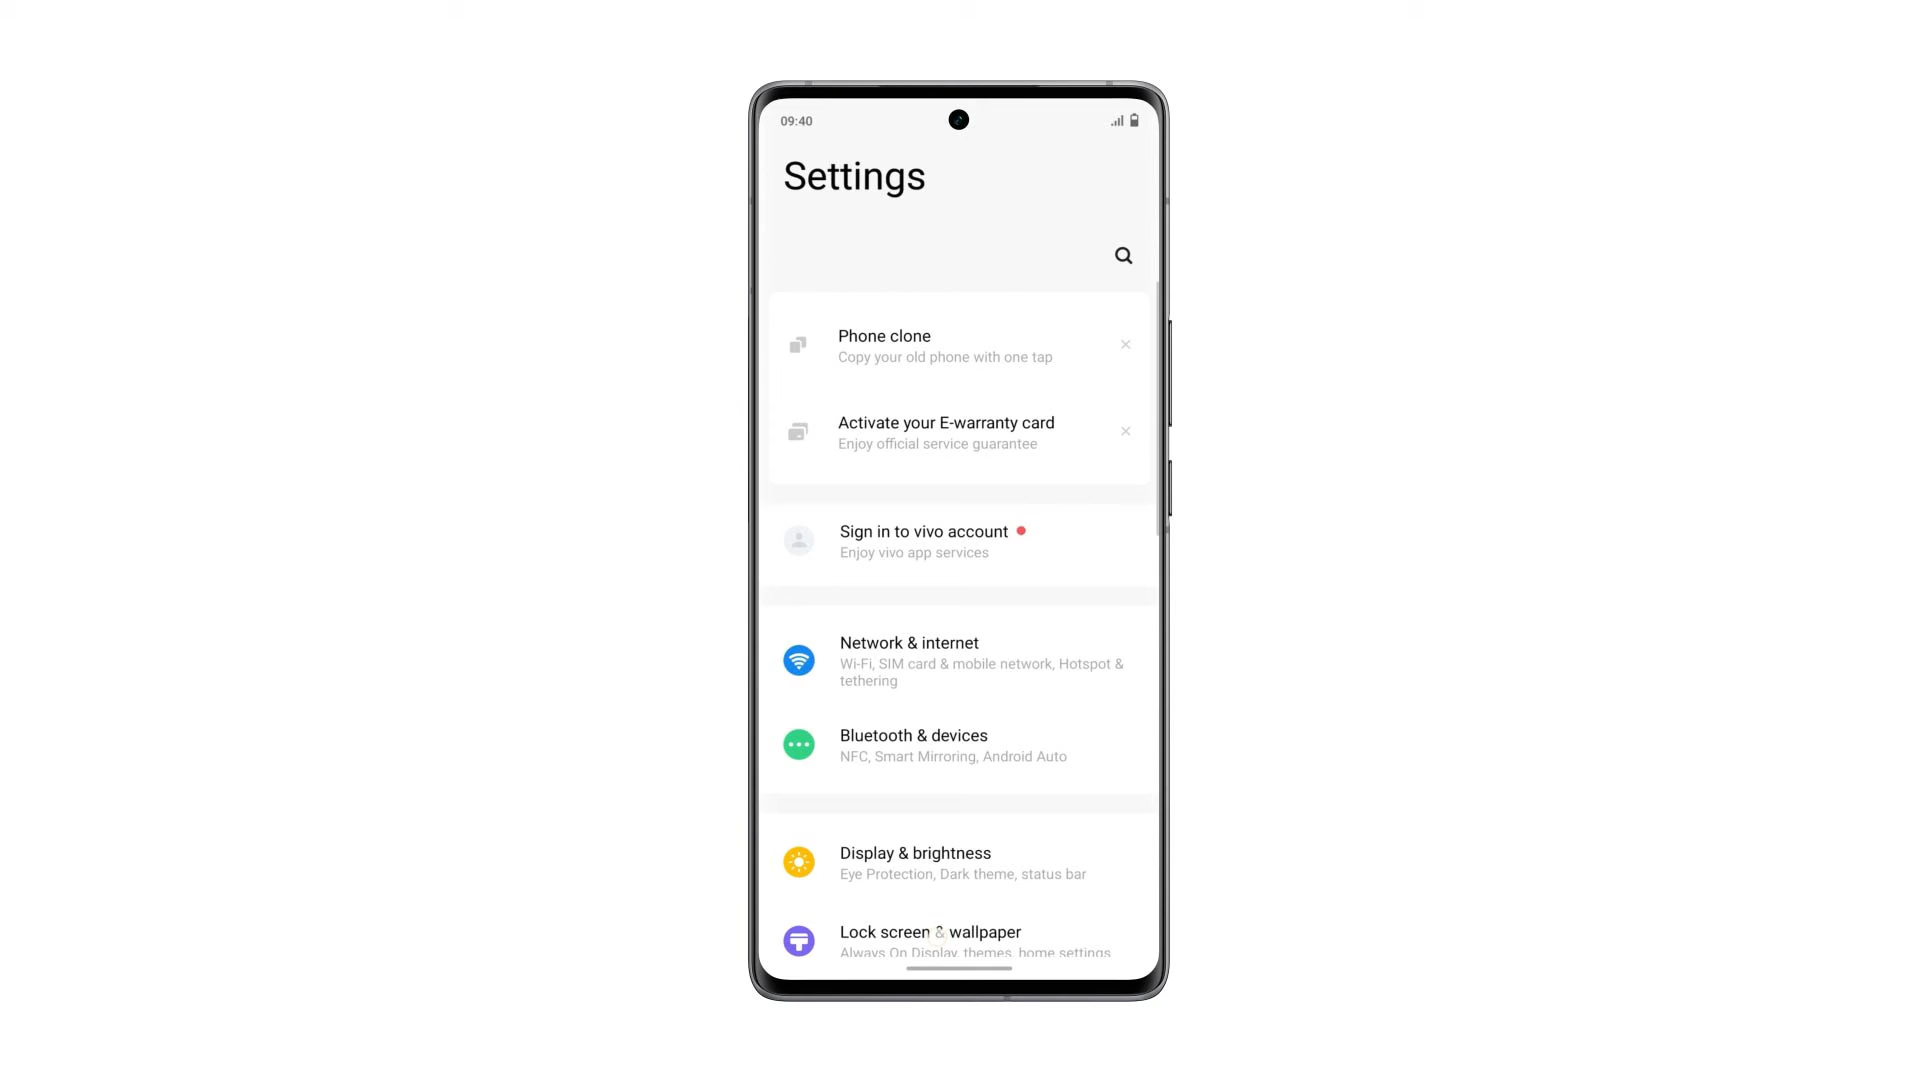 09:40
Settings
Phone clone
Copy your old phone with one tap
Activate your E-warranty card
Enjoy official service guarantee
Sign in to vivo account
Enjoy vivo app services
Network & internet
Wi-Fi, SIM card & mobile network, Hotspot &
tethering
Bluetooth & devices
NFC, Smart Mirroring, Android Auto
Display & brightness
Eye Protection, Dark theme, status bar
Lock screen & wallpaper
Always On Display, themes, home settings